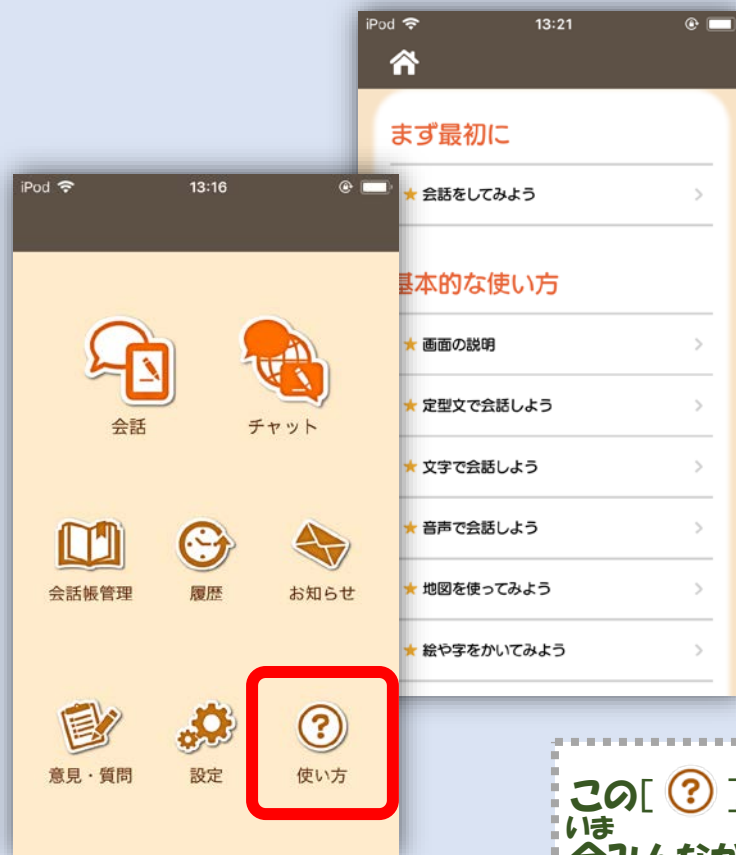 iPod 13:21
まず最初に
★ 会話をしてみよう
基本的な使い方
★ 画面の説明
★ 定型文で会話しよう
★ 文字で会話しよう
★ 音声で会話しよう
★ 地図を使ってみよう
★ 絵や字をかいてみよう
iPod 13:16
会話 チャット
会話帳管理 履歴 お知らせ
意見・質問 設定 使い方
この[ ? ]
いま
今みんなが